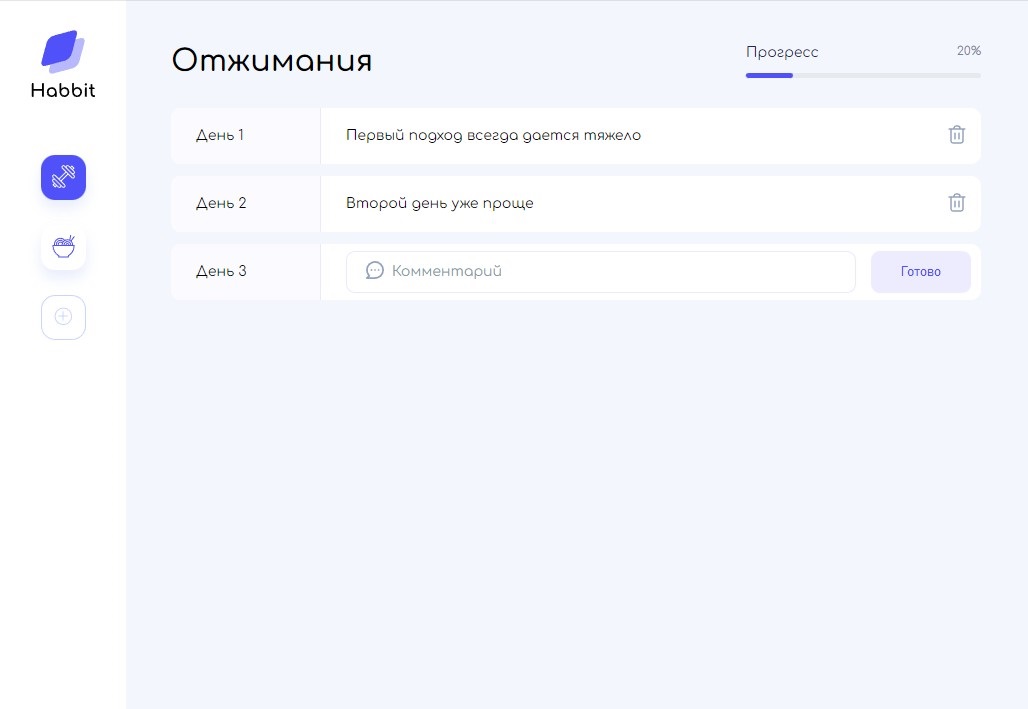 Habbit
Отжимания
Прогресс 20%
День 1 Первый подход всегда дается тяжело
День 2 Второй день уже проще
День 3 Комментарий Готово